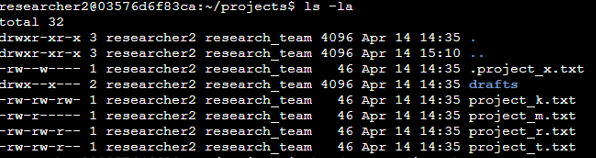 researcher2@03576d6f83ca:~/projects$ ls -la
total 32
drwxr-xr-x 3 researcher2 research_team 4096 Apr 14 14:35 .
drwxr-xr-x 3 researcher2 research_team 4096 Apr 14 15:10 ..
-rw--w---- 1 researcher2 research_team   46 Apr 14 14:35 .project_x.txt
drwx--x--- 2 researcher2 research_team 4096 Apr 14 14:35 drafts
-rw-rw-rw- 1 researcher2 research_team   46 Apr 14 14:35 project_k.txt
-rw-r----- 1 researcher2 research_team   46 Apr 14 14:35 project_m.txt
-rw-rw-r-- 1 researcher2 research_team   46 Apr 14 14:35 project_r.txt
-rw-rw-r-- 1 researcher2 research_team   46 Apr 14 14:35 project_t.txt